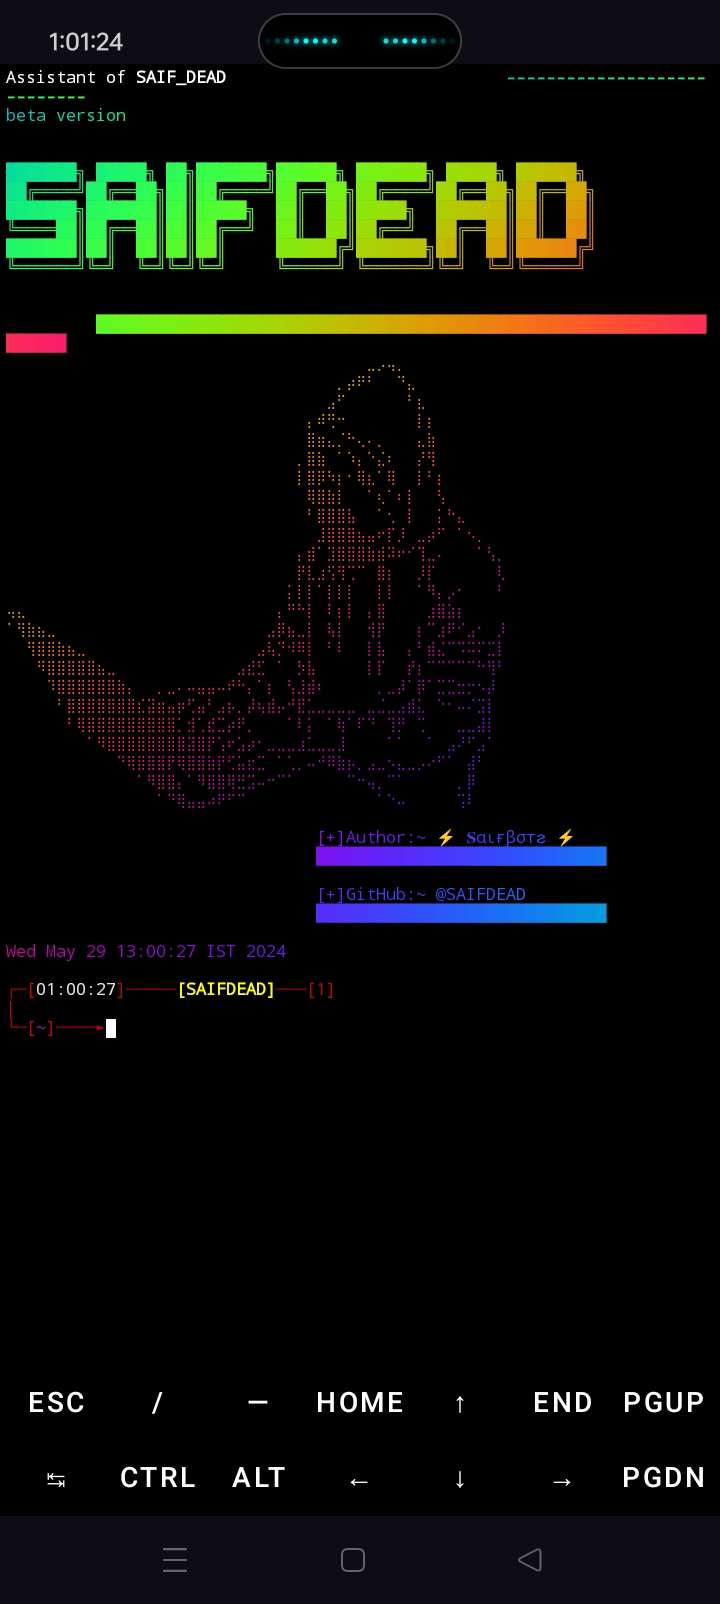 1:01:24
Assistant of SAIF_DEAD
beta version
SAIFDEAD
[+]Author:~ ⚡ Sαιғβσтƨ ⚡
[+]GitHub:~ @SAIFDEAD
Wed May 29 13:00:27 IST 2024
[01:00:27] [SAIFDEAD] [1]
[~]
ESC / — HOME ↑ END PGUP
↹ CTRL ALT ← ↓ → PGDN